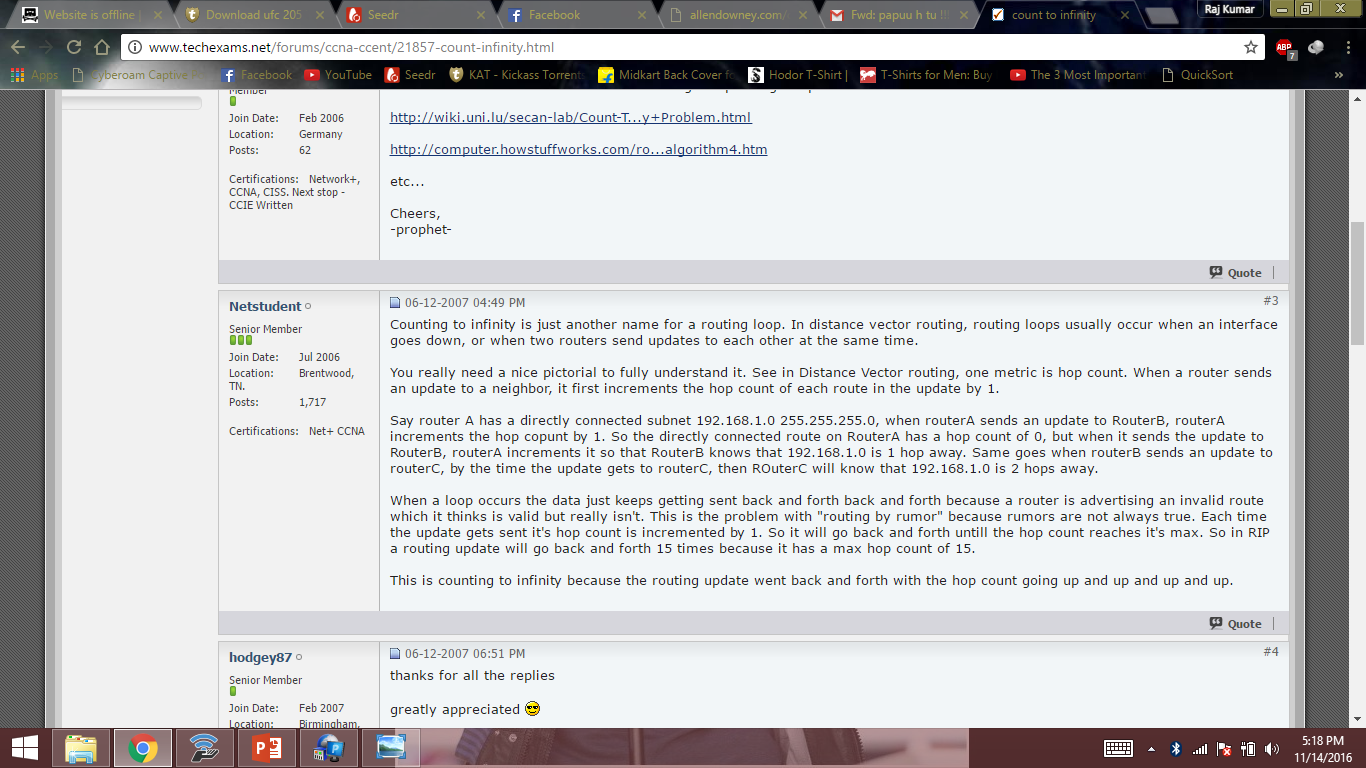 Website is offline |
Download ufc 205
Seedr
Facebook
allendowney.com/
Fwd: papuu h tu !!
count to infinity
Raj Kumar
www.techexams.net/forums/ccna-ccent/21857-count-infinity.html
ABP
7
Apps
Cyberoam Captive P
Facebook
YouTube
Seedr
KAT - Kickass Torrent
Midkart Back Cover fo
Hodor T-Shirt |
T-Shirts for Men: Buy
The 3 Most Important
QuickSort
»
Member
Join Date: Feb 2006
Location: Germany
Posts: 62
Certifications: Network+,
CCNA, CISS. Next stop -
CCIE Written
http://wiki.uni.lu/secan-lab/Count-T...y+Problem.html
http://computer.howstuffworks.com/ro...algorithm4.htm
etc...
Cheers,
-prophet-
Quote
Netstudent
Senior Member
Join Date: Jul 2006
Location: Brentwood,
TN.
Posts: 1,717
Certifications: Net+ CCNA
06-12-2007 04:49 PM
#3
Counting to infinity is just another name for a routing loop. In distance vector routing, routing loops usually occur when an interface
goes down, or when two routers send updates to each other at the same time.
You really need a nice pictorial to fully understand it. See in Distance Vector routing, one metric is hop count. When a router sends
an update to a neighbor, it first increments the hop count of each route in the update by 1.
Say router A has a directly connected subnet 192.168.1.0 255.255.255.0, when routerA sends an update to RouterB, routerA
increments the hop copunt by 1. So the directly connected route on RouterA has a hop count of 0, but when it sends the update to
RouterB, routerA increments it so that RouterB knows that 192.168.1.0 is 1 hop away. Same goes when routerB sends an update to
routerC, by the time the update gets to routerC, then ROuterC will know that 192.168.1.0 is 2 hops away.
When a loop occurs the data just keeps getting sent back and forth back and forth because a router is advertising an invalid route
which it thinks is valid but really isn't. This is the problem with "routing by rumor" because rumors are not always true. Each time
the update gets sent it's hop count is incremented by 1. So it will go back and forth untill the hop count reaches it's max. So in RIP
a routing update will go back and forth 15 times because it has a max hop count of 15.
This is counting to infinity because the routing update went back and forth with the hop count going up and up and up and up.
Quote
hodgey87
Senior Member
Join Date: Feb 2007
Location: Birmingham,
06-12-2007 06:51 PM
#4
thanks for all the replies
greatly appreciated
5:18 PM
11/14/2016